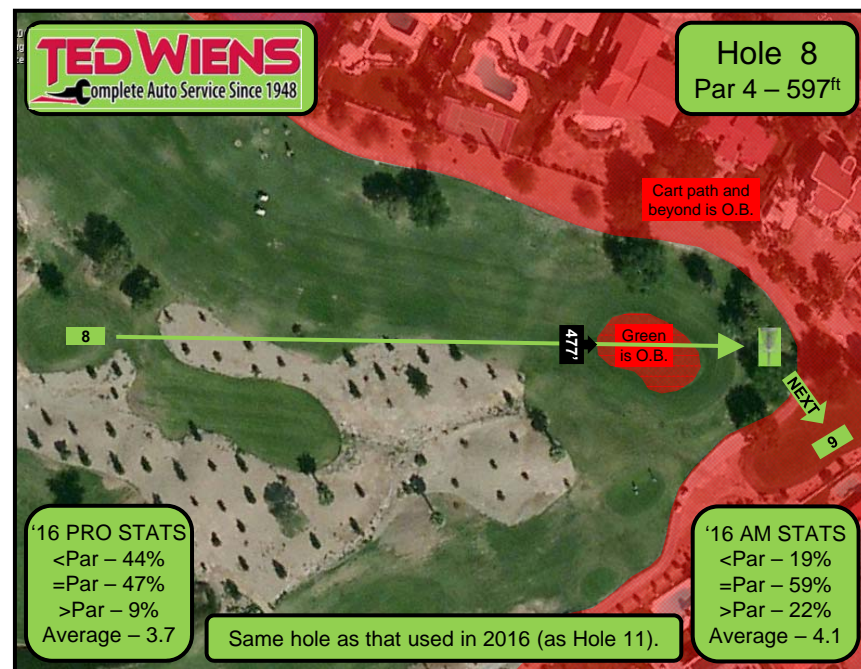 TED WIENS
Complete Auto Service Since 1948
Hole 8
Par 4 – 597ft
Cart path and
beyond is O.B.
8
477'
Green
is O.B.
NEXT
9
'16 PRO STATS
<Par – 44%
=Par – 47%
>Par – 9%
Average – 3.7
Same hole as that used in 2016 (as Hole 11).
'16 AM STATS
<Par – 19%
=Par – 59%
>Par – 22%
Average – 4.1